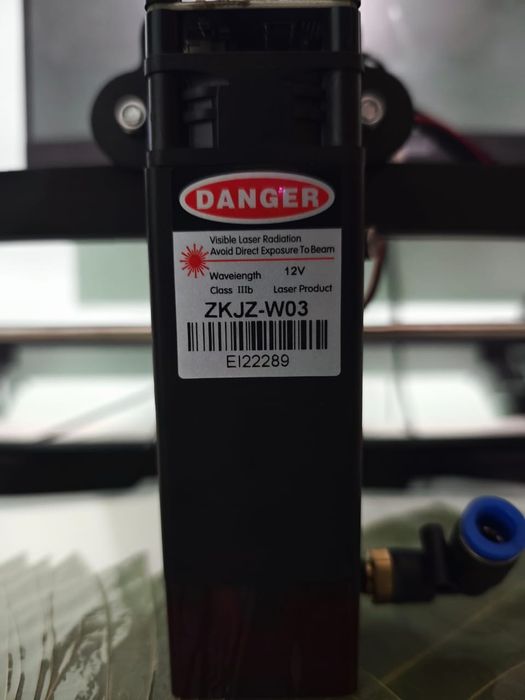 DANGER
Visible Laser Radiation
Avoid Direct Exposure To Beam
Waveiength 12V
Class IIIb Laser Product
ZKJZ-W03
EI22289